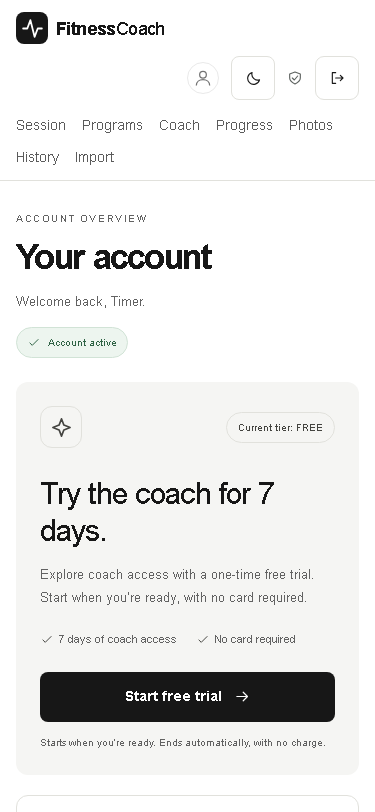 FitnessCoach
Session Programs Coach Progress Photos
History Import
ACCOUNT OVERVIEW
Your account
Welcome back, Timer.
Account active
Current tier: FREE
Try the coach for 7
days.
Explore coach access with a one-time free trial.
Start when you're ready, with no card required.
7 days of coach access No card required
Start free trial →
Starts when you're ready. Ends automatically, with no charge.